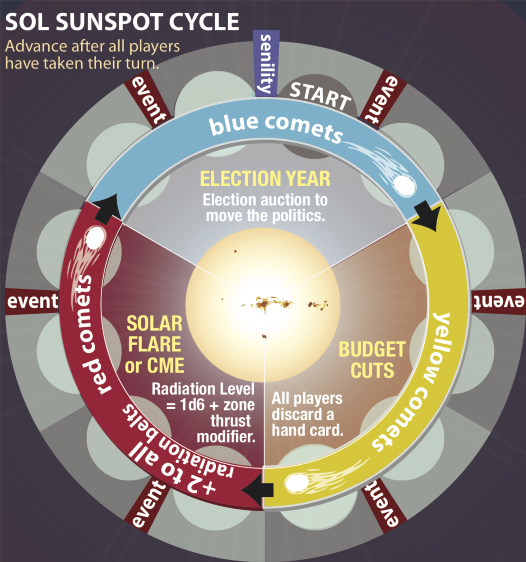 SOL SUNSPOT CYCLE
Advance after all players
have taken their turn.
senility
START
event
event
blue comets
ELECTION YEAR
Election auction to
move the politics.
event
event
red comets
yellow comets
SOLAR
FLARE
or CME
Radiation Level
= 1d6 + zone
thrust
modifier.
BUDGET
CUTS
All players
discard a
hand card.
+2 to all
radiation belts
event
event